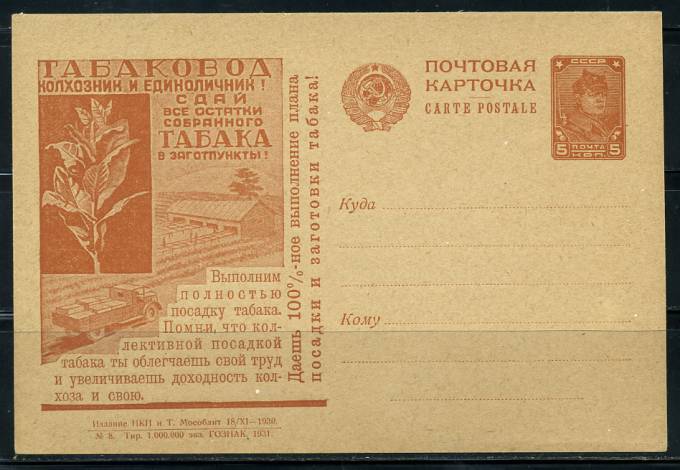 ТАБАКОВОД
КОЛХОЗНИК И ЕДИНОЛИЧНИК!
СДАЙ
ВСЕ ОСТАТКИ
СОБРАННОГО
ТАБАКА
В ЗАГОТПУНКТЫ!
Выполним
полностью
посадку табака.
Помни, что кол-
лективной посадкой
табака ты облегчаешь свой труд
и увеличиваешь доходность кол-
хоза и свою.
Даешь 100%-ное выполнение плана
посадки и заготовки табака!
Издание НКП и Т. Мособлит 18/XI—1930.
№ 8. Тир. 1.000.000 экз. ГОЗНАК. 1931.
ПОЧТОВАЯ
КАРТОЧКА
CARTE POSTALE
СССР
5 ПОЧТА 5
КОП.
Куда
Кому